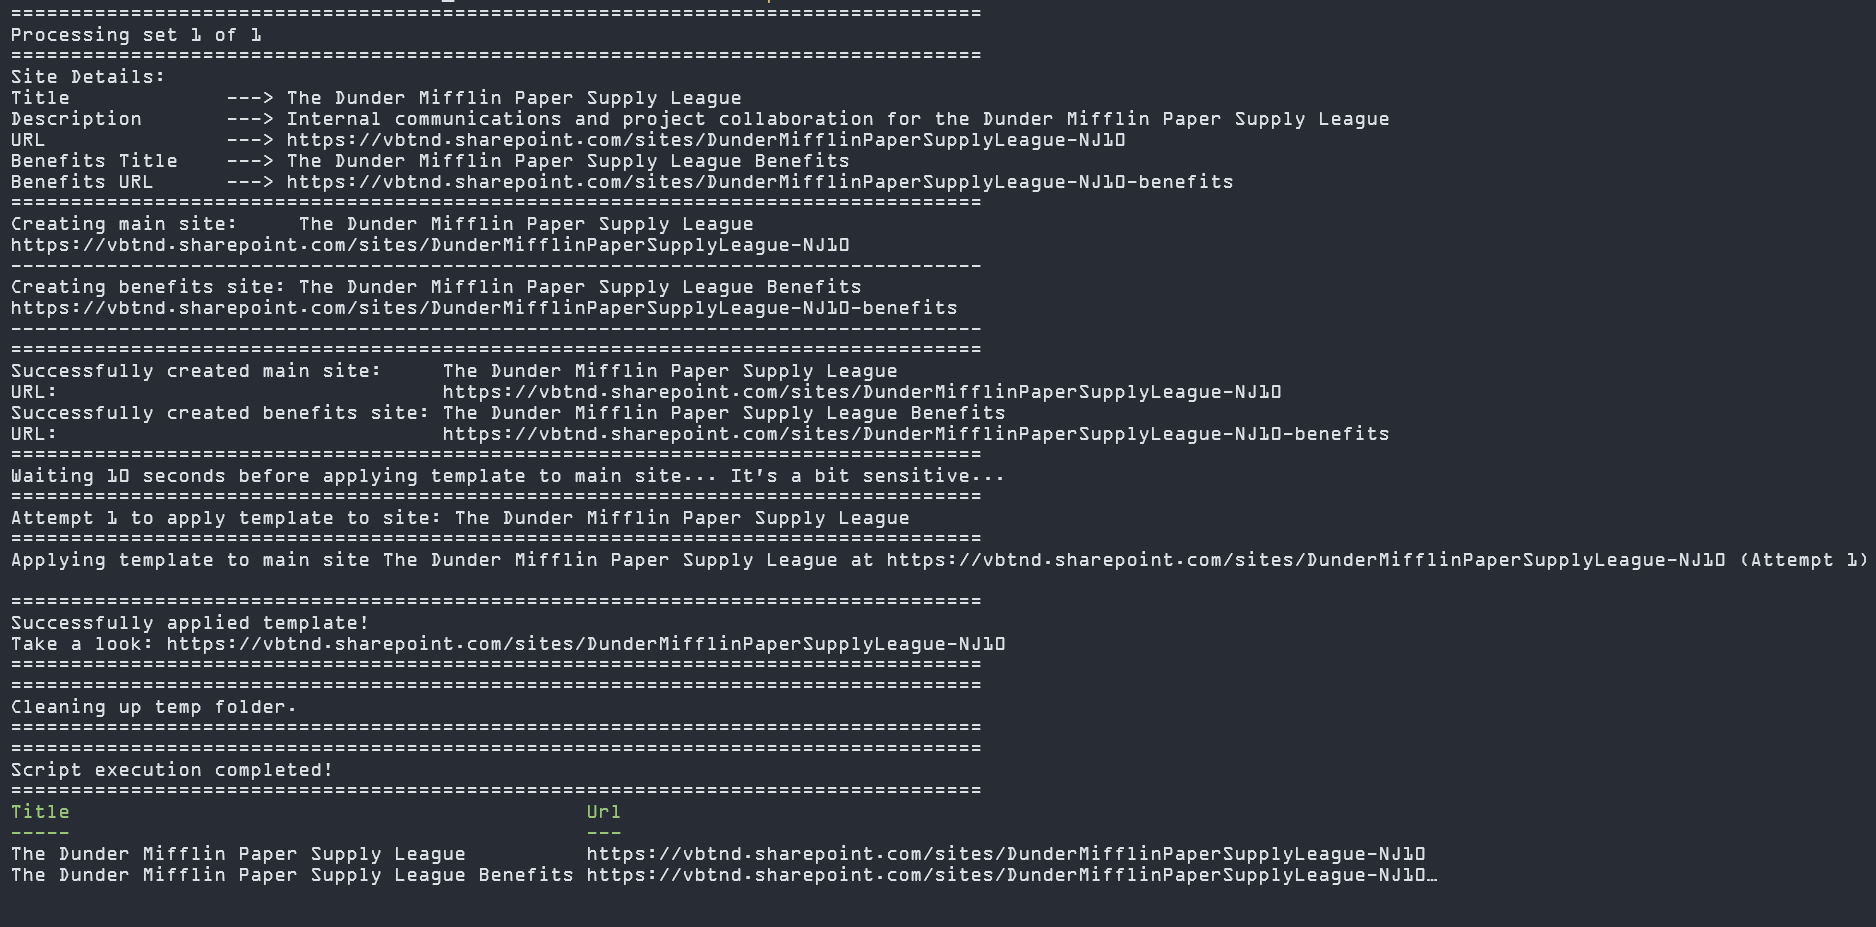 ================================================================================
Processing set 1 of 1
================================================================================
Site Details:
Title             ---> The Dunder Mifflin Paper Supply League
Description       ---> Internal communications and project collaboration for the Dunder Mifflin Paper Supply League
URL               ---> https://vbtnd.sharepoint.com/sites/DunderMifflinPaperSupplyLeague-NJ10
Benefits Title    ---> The Dunder Mifflin Paper Supply League Benefits
Benefits URL      ---> https://vbtnd.sharepoint.com/sites/DunderMifflinPaperSupplyLeague-NJ10-benefits
================================================================================
Creating main site:     The Dunder Mifflin Paper Supply League
https://vbtnd.sharepoint.com/sites/DunderMifflinPaperSupplyLeague-NJ10
--------------------------------------------------------------------------------
Creating benefits site: The Dunder Mifflin Paper Supply League Benefits
https://vbtnd.sharepoint.com/sites/DunderMifflinPaperSupplyLeague-NJ10-benefits
--------------------------------------------------------------------------------
================================================================================
Successfully created main site:     The Dunder Mifflin Paper Supply League
URL:                                https://vbtnd.sharepoint.com/sites/DunderMifflinPaperSupplyLeague-NJ10
Successfully created benefits site: The Dunder Mifflin Paper Supply League Benefits
URL:                                https://vbtnd.sharepoint.com/sites/DunderMifflinPaperSupplyLeague-NJ10-benefits
================================================================================
Waiting 10 seconds before applying template to main site... It's a bit sensitive...
================================================================================
Attempt 1 to apply template to site: The Dunder Mifflin Paper Supply League
================================================================================
Applying template to main site The Dunder Mifflin Paper Supply League at https://vbtnd.sharepoint.com/sites/DunderMifflinPaperSupplyLeague-NJ10 (Attempt 1)
================================================================================
Successfully applied template!
Take a look: https://vbtnd.sharepoint.com/sites/DunderMifflinPaperSupplyLeague-NJ10
================================================================================
================================================================================
Cleaning up temp folder.
================================================================================
================================================================================
Script execution completed!
================================================================================
Title                                           Url
-----                                           ---
The Dunder Mifflin Paper Supply League          https://vbtnd.sharepoint.com/sites/DunderMifflinPaperSupplyLeague-NJ10
The Dunder Mifflin Paper Supply League Benefits https://vbtnd.sharepoint.com/sites/DunderMifflinPaperSupplyLeague-NJ10…